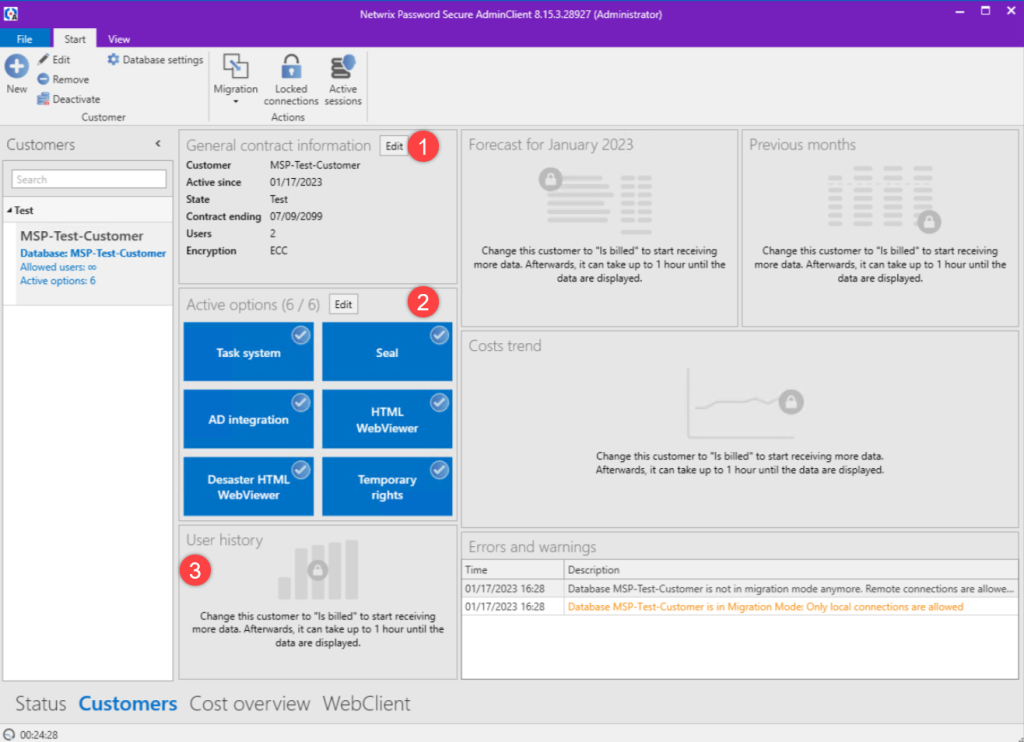 Netwrix Password Secure AdminClient 8.15.3.28927 (Administrator)
File
Start
View
New
Edit
Remove
Deactivate
Database settings
Customer
Migration
Locked
connections
Active
sessions
Actions
Customers
Search
Test
MSP-Test-Customer
Database: MSP-Test-Customer
Allowed users: ∞
Active options: 6
General contract information
Edit
1
Customer MSP-Test-Customer
Active since 01/17/2023
State Test
Contract ending 07/09/2099
Users 2
Encryption ECC
Active options (6 / 6)
Edit
2
Task system
Seal
AD integration
HTML
WebViewer
Desaster HTML
WebViewer
Temporary
rights
User history
3
Change this customer to "Is billed" to start receiving
more data. Afterwards, it can take up to 1 hour until the
data are displayed.
Forecast for January 2023
Change this customer to "Is billed" to start receiving
more data. Afterwards, it can take up to 1 hour until the
data are displayed.
Previous months
Change this customer to "Is billed" to start receiving
more data. Afterwards, it can take up to 1 hour until the
data are displayed.
Costs trend
Change this customer to "Is billed" to start receiving more data.
Afterwards, it can take up to 1 hour until the data are displayed.
Errors and warnings
Time Description
01/17/2023 16:28 Database MSP-Test-Customer is not in migration mode anymore. Remote connections are allowe...
01/17/2023 16:28 Database MSP-Test-Customer is in Migration Mode: Only local connections are allowed
Status Customers Cost overview WebClient
00:24:28